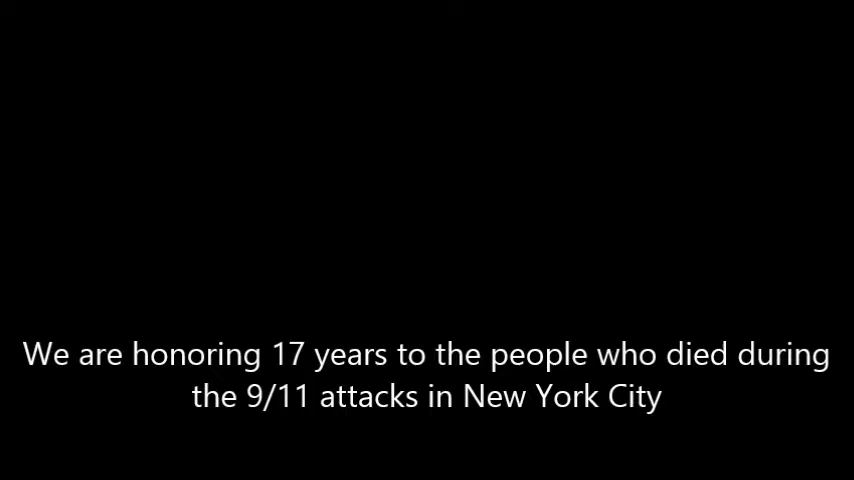 We are honoring 17 years to the people who died during
the 9/11 attacks in New York City